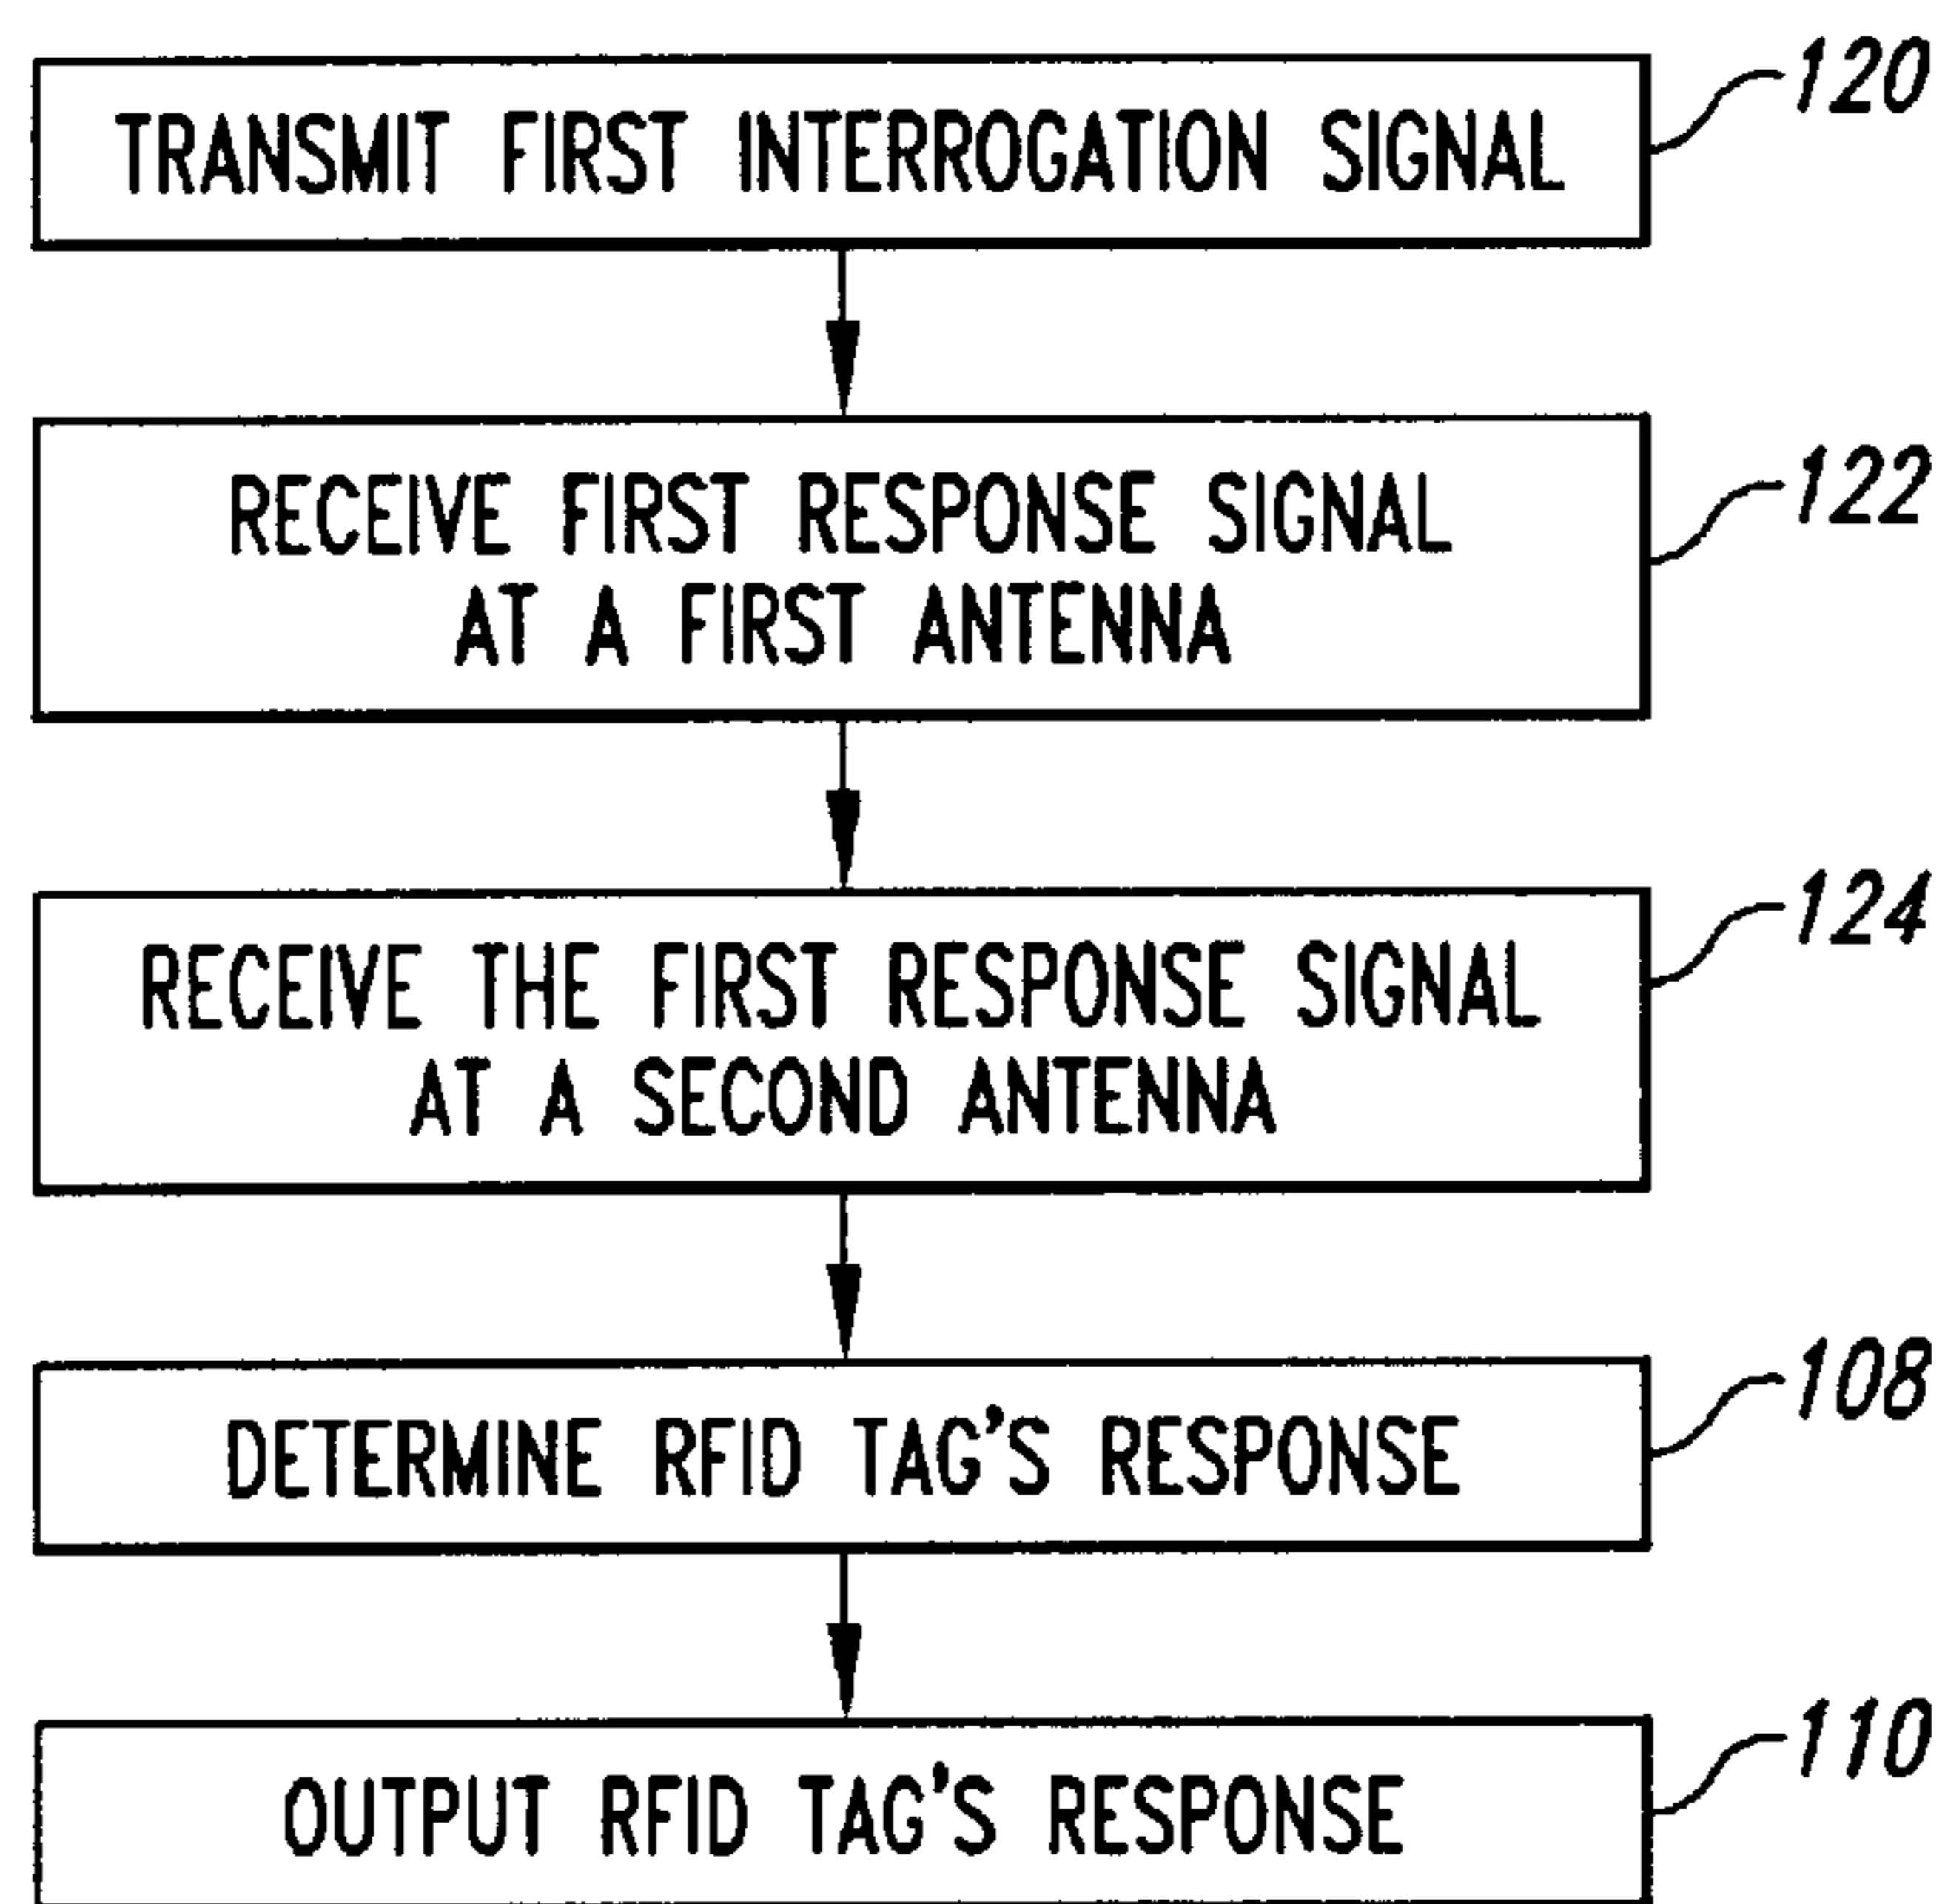 TRANSMIT FIRST INTERROGATION SIGNAL
120
RECEIVE FIRST RESPONSE SIGNAL
AT A FIRST ANTENNA
122
RECEIVE THE FIRST RESPONSE SIGNAL
AT A SECOND ANTENNA
124
DETERMINE RFID TAG'S RESPONSE
108
OUTPUT RFID TAG'S RESPONSE
110